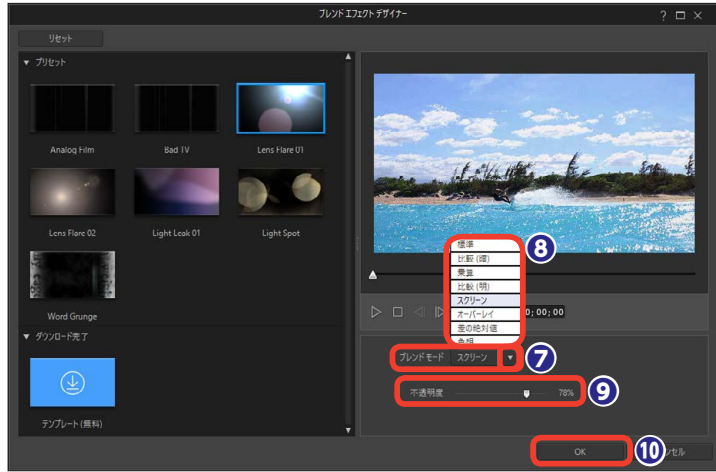 ブレンド エフェクト デザイナー
?
リセット
▼ プリセット
Analog Film
Bad TV
Lens Flare 01
Lens Flare 02
Light Leak 01
Light Spot
Word Grunge
▼ ダウンロード完了
テンプレート (無料)
標準
比較 (暗)
乗算
比較 (明)
スクリーン
オーバーレイ
差の絶対値
色相
8
0; 00; 00
ブレンド モード スクリーン ▼ 7
不透明度 78% 9
OK 10 ンセル